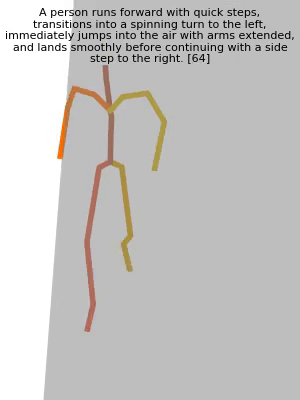 A person runs forward with quick steps,
transitions into a spinning turn to the left,
immediately jumps into the air with arms extended,
and lands smoothly before continuing with a side
step to the right. [64]